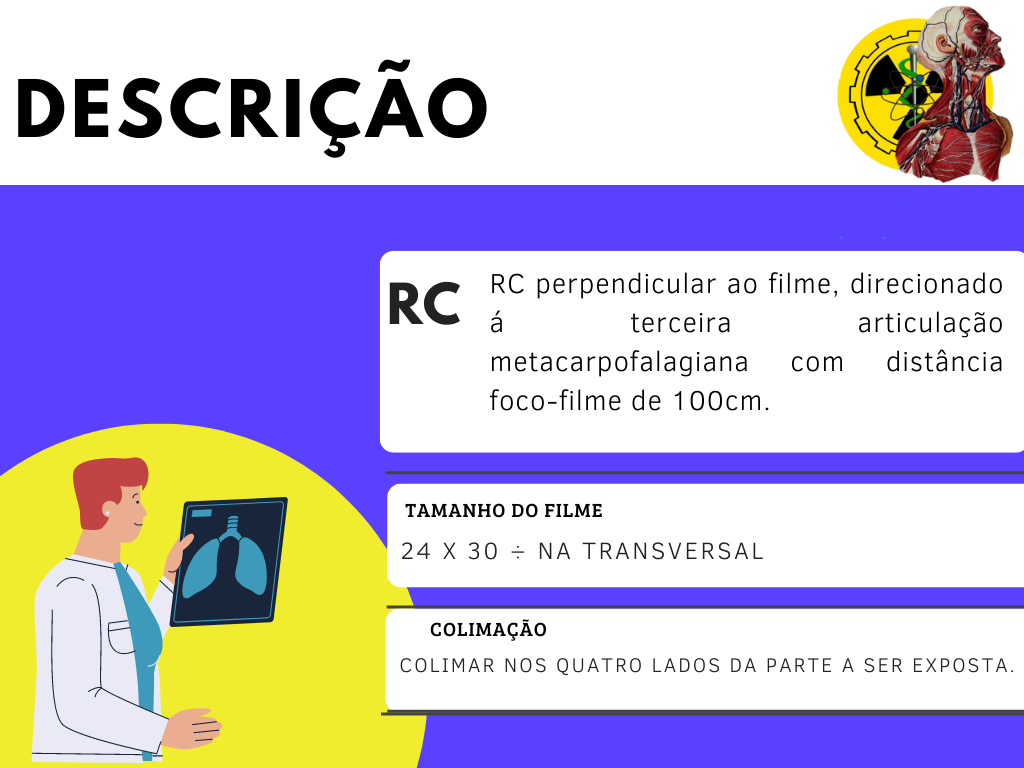 DESCRIÇÃO
RC
RC perpendicular ao filme, direcionado
á terceira articulação
metacarpofalagiana com distância
foco-filme de 100cm.
TAMANHO DO FILME
24 X 30 ÷ NA TRANSVERSAL
COLIMAÇÃO
COLIMAR NOS QUATRO LADOS DA PARTE A SER EXPOSTA.